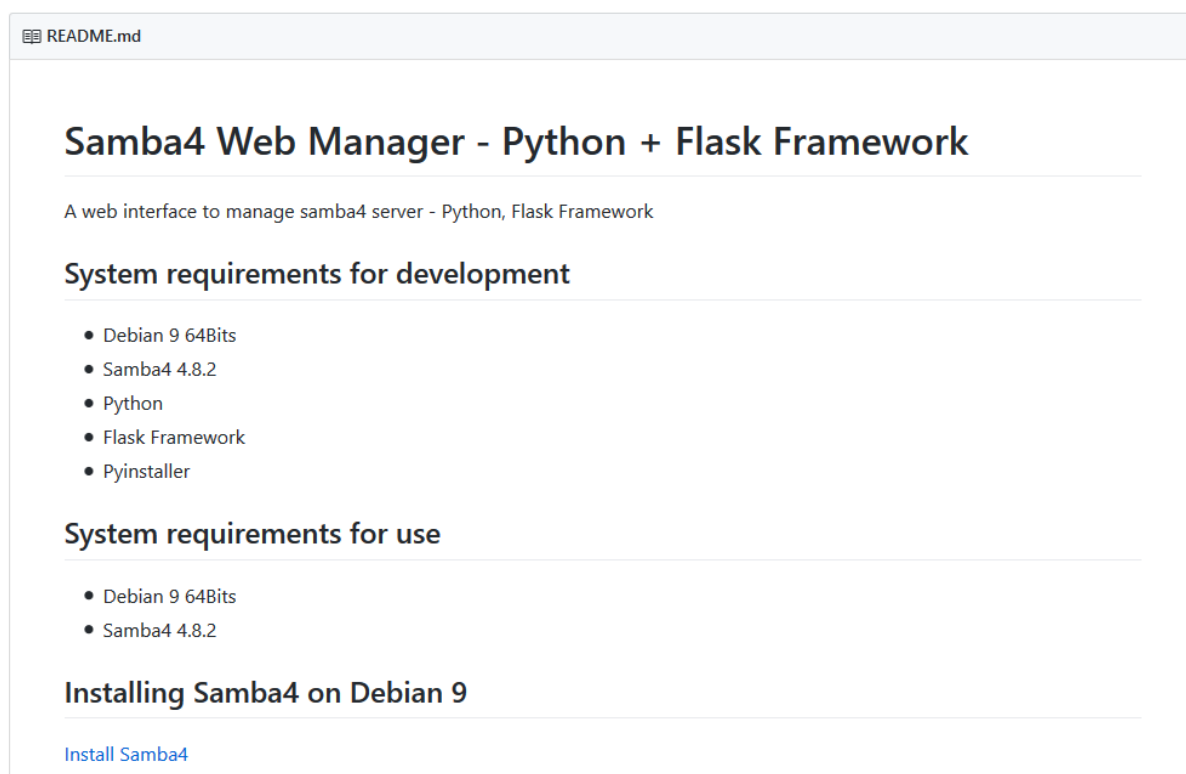 README.md
Samba4 Web Manager - Python + Flask Framework
A web interface to manage samba4 server - Python, Flask Framework
System requirements for development
Debian 9 64Bits
Samba4 4.8.2
Python
Flask Framework
Pyinstaller
System requirements for use
Debian 9 64Bits
Samba4 4.8.2
Installing Samba4 on Debian 9
Install Samba4